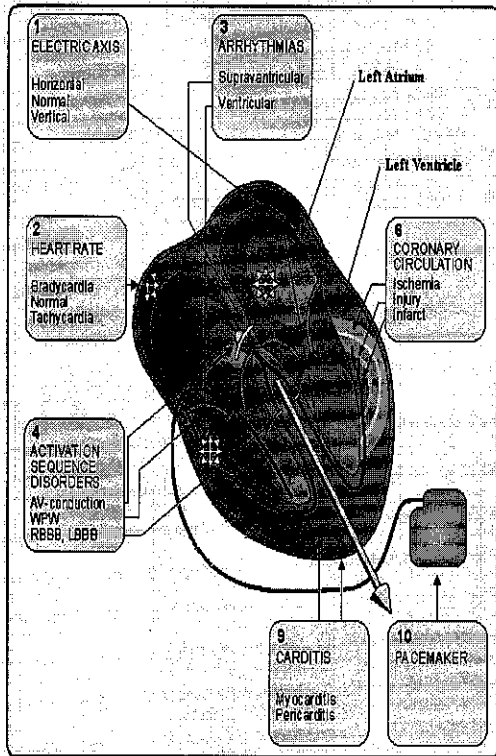 1
ELECTRIC AXIS
Horizontal
Normal
Vertical
3
ARRHYTHMIAS
Supraventricular
Ventricular
Left Atrium
Left Ventricle
2
HEART RATE
Bradycardia
Normal
Tachycardia
6
CORONARY
CIRCULATION
Ischemia
Injury
Infarct
4
ACTIVATION
SEQUENCE
DISORDERS
AV-conduction
WPW
RBBB, LBBB
9
CARDITIS
Myocarditis
Pericarditis
10
PACEMAKER